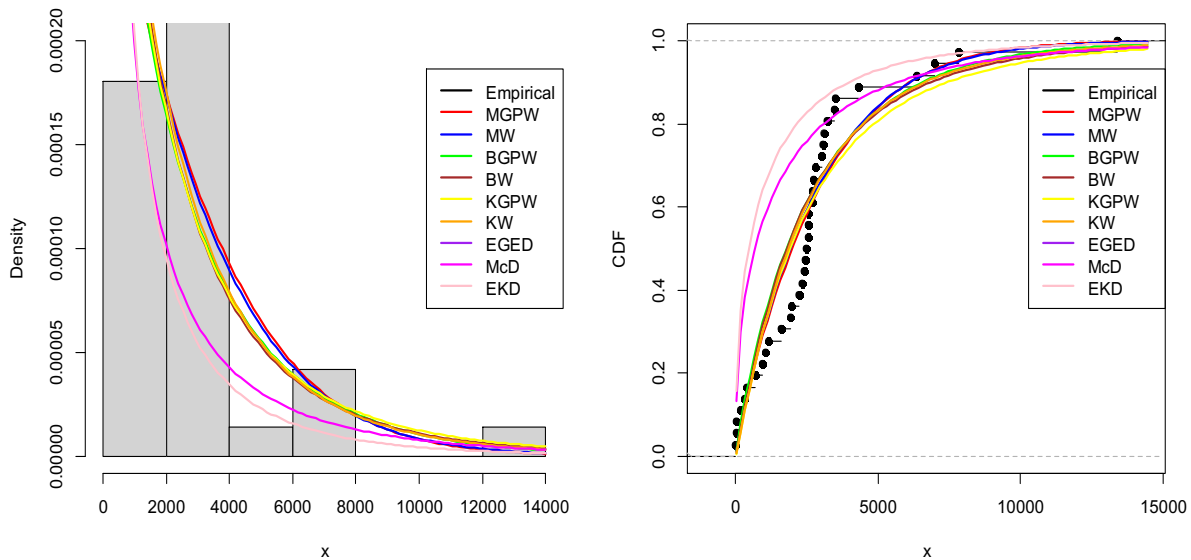 0.00020
0.00015
0.00010
0.00005
0.00000
Density
0 2000 4000 6000 8000 10000 12000 14000
x
Empirical
MGPW
MW
BGPW
BW
KGPW
KW
EGED
McD
EKD
1.0
0.8
0.6
0.4
0.2
0.0
CDF
0 5000 10000 15000
x
Empirical
MGPW
MW
BGPW
BW
KGPW
KW
EGED
McD
EKD